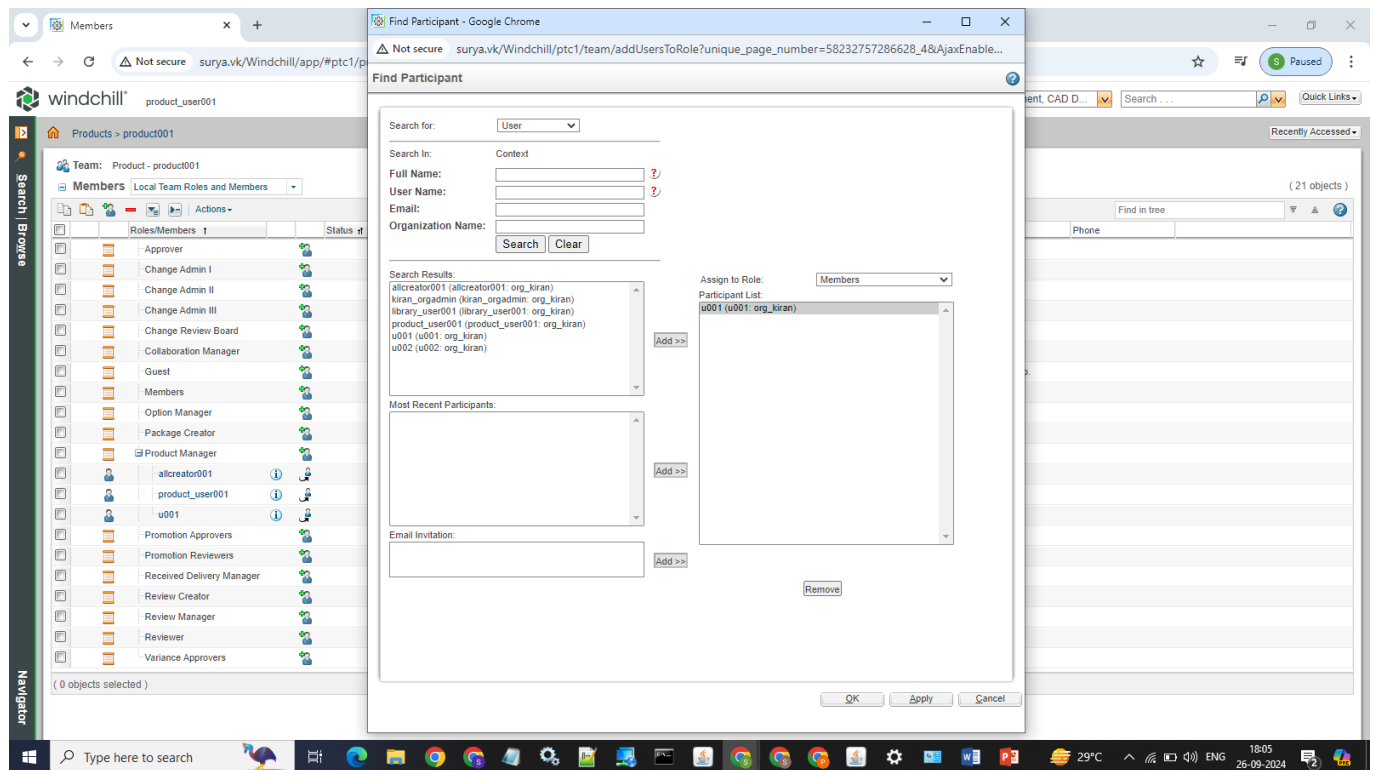 Members
Find Participant - Google Chrome
Not secure surya.vk/Windchill/app/#ptc1/p
Not secure surya.vk/Windchill/ptc1/team/addUsersToRole?unique_page_number=58232757286628_4&AjaxEnable...
S Paused
windchill product_user001
Find Participant
ent, CAD D...
Search . . .
Quick Links
Products > product001
Recently Accessed
Team: Product - product001
Members Local Team Roles and Members
( 21 objects )
Actions
Find in tree
Roles/Members Status
Phone
Approver
Change Admin I
Change Admin II
Change Admin III
Change Review Board
Collaboration Manager
Guest
Members
Option Manager
Package Creator
Product Manager
allcreator001
product_user001
u001
Promotion Approvers
Promotion Reviewers
Received Delivery Manager
Review Creator
Review Manager
Reviewer
Variance Approvers
( 0 objects selected )
Search | Browse
Navigator
Search for: User
Search In: Context
Full Name:
User Name:
Email:
Organization Name:
Search Clear
Search Results:
allcreator001 (allcreator001: org_kiran)
kiran_orgadmin (kiran_orgadmin: org_kiran)
library_user001 (library_user001: org_kiran)
product_user001 (product_user001: org_kiran)
u001 (u001: org_kiran)
u002 (u002: org_kiran)
Add >>
Most Recent Participants:
Add >>
Email Invitation:
Add >>
Assign to Role: Members
Participant List:
u001 (u001: org_kiran)
Remove
OK Apply Cancel
Type here to search
29°C
ENG
18:05
26-09-2024